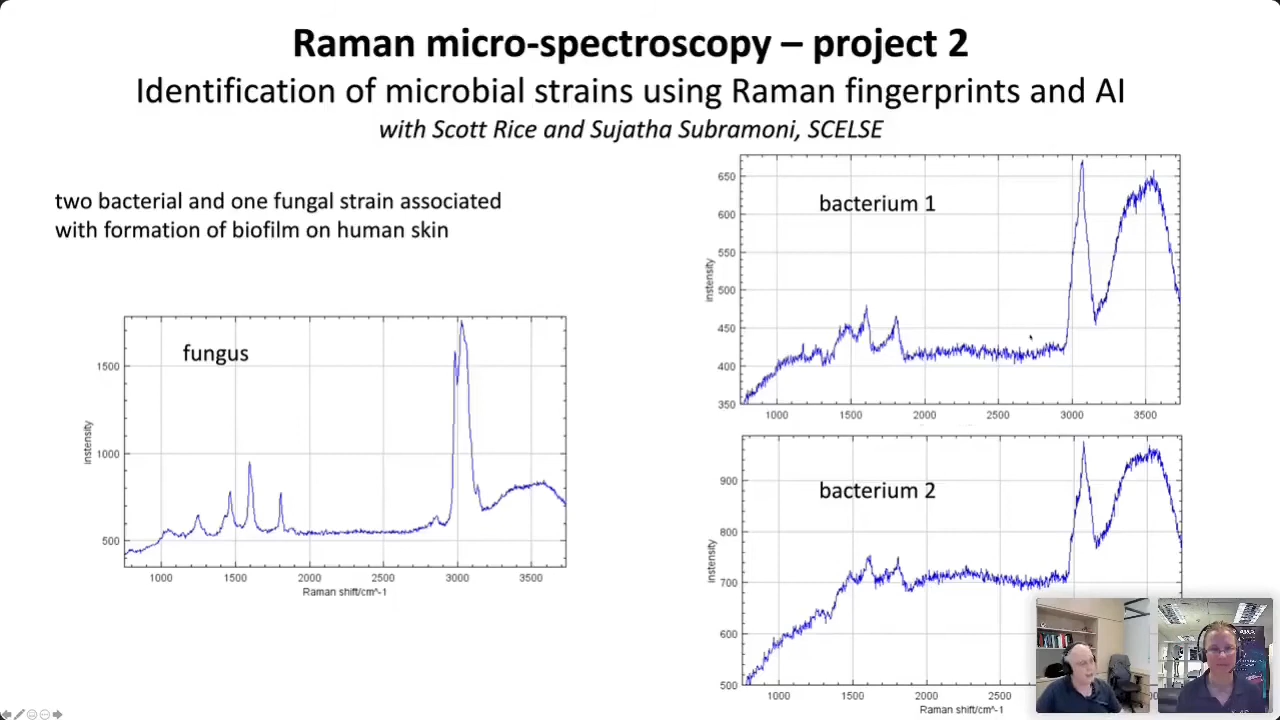 Raman micro-spectroscopy – project 2
Identification of microbial strains using Raman fingerprints and AI
with Scott Rice and Sujatha Subramoni, SCELSE
two bacterial and one fungal strain associated
with formation of biofilm on human skin
fungus
instensity
1500
1000
500
1000 1500 2000 2500 3000 3500
Raman shift/cm^-1
bacterium 1
instensity
650
600
550
500
450
400
350
1000 1500 2000 2500 3000 3500
bacterium 2
instensity
900
800
700
600
500
1000 1500 2000 2500
Raman shift/cm^-1